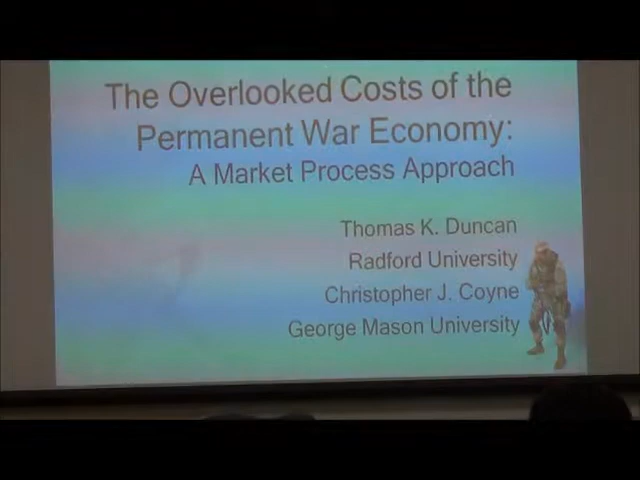 The Overlooked Costs of the
Permanent War Economy:
A Market Process Approach
Thomas K. Duncan
Radford University
Christopher J. Coyne
George Mason University